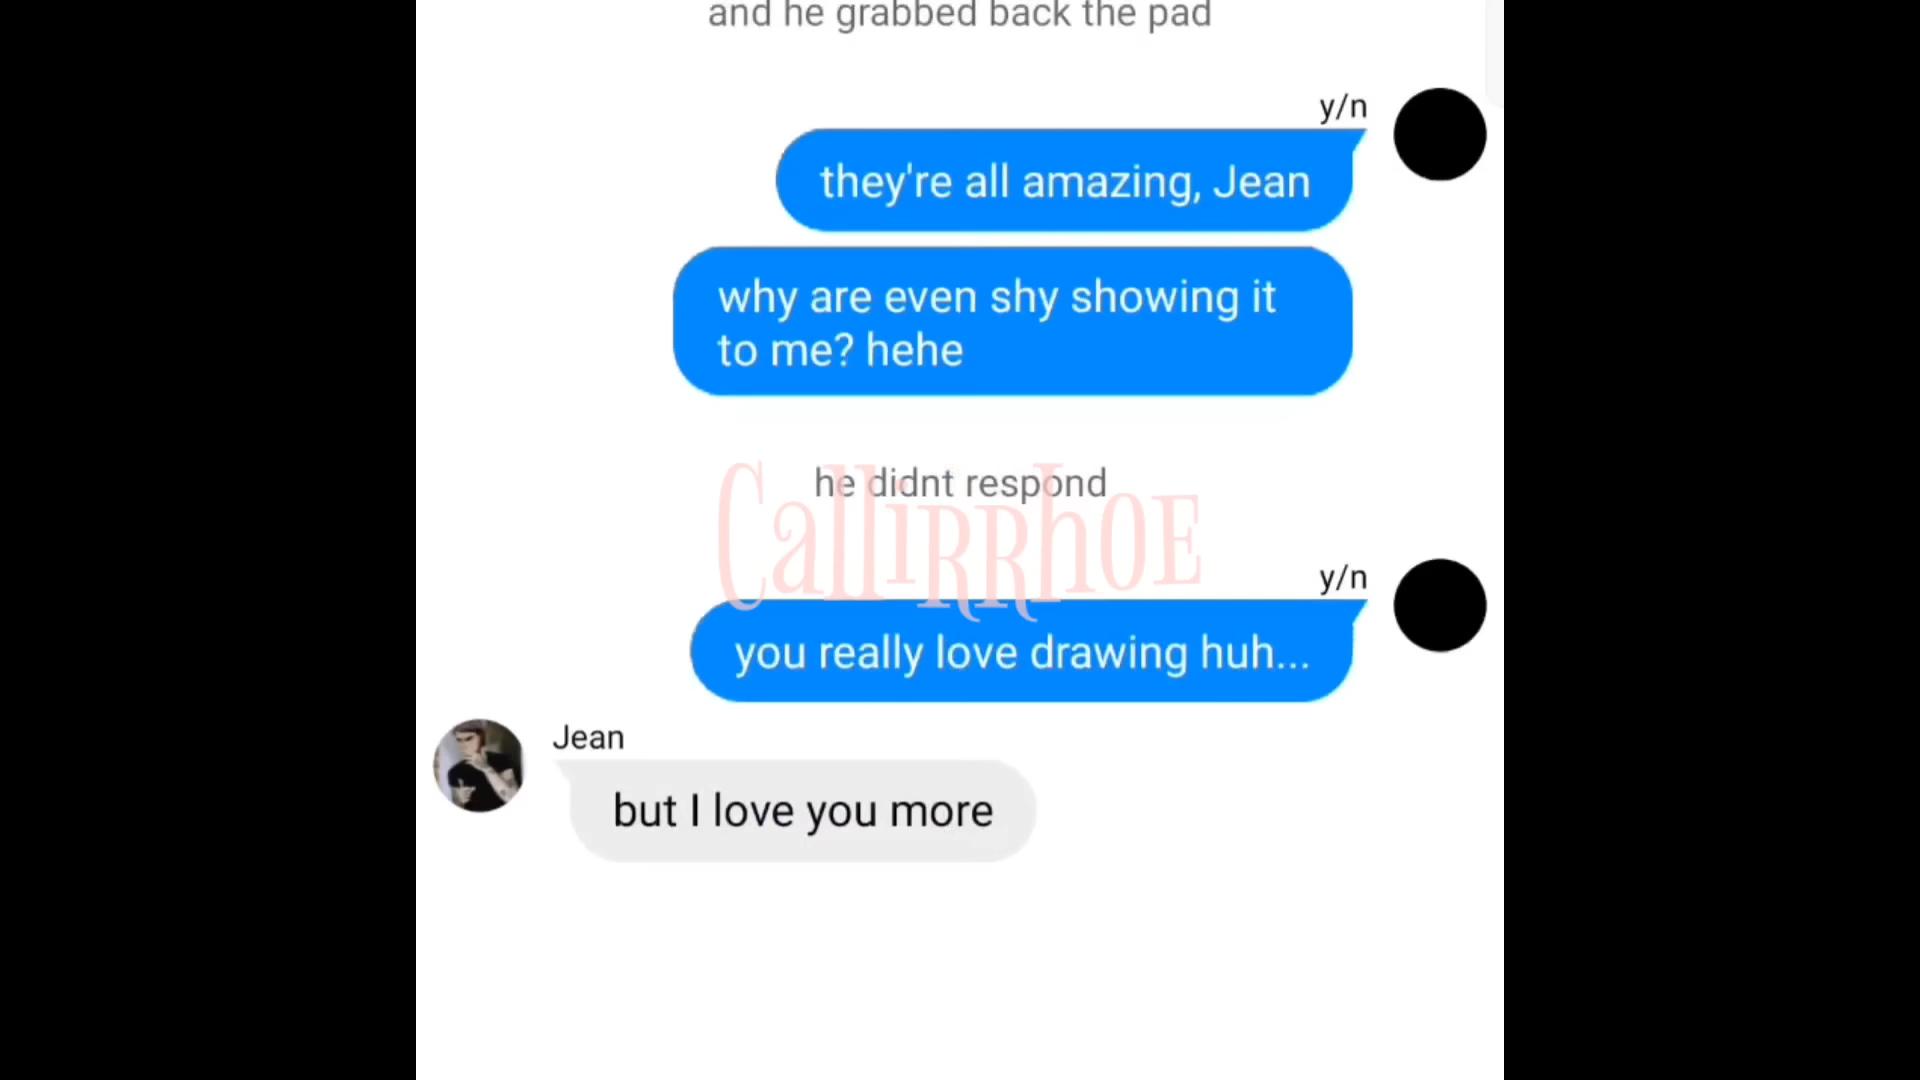 and he grabbed back the pad
y/n
they're all amazing, Jean
why are even shy showing it
to me? hehe
he didnt respond
CalliRRhoE
y/n
you really love drawing huh...
Jean
but I love you more